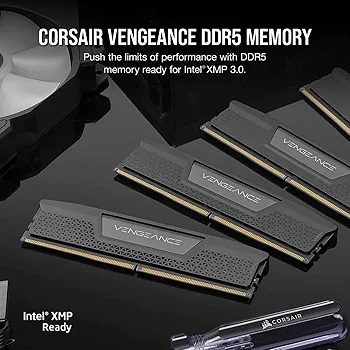 CORSAIR VENGEANCE DDR5 MEMORY
Push the limits of performance with DDR5
memory ready for Intel® XMP 3.0.
VENGEANCE
VENGEANCE
VENGEANCE
Intel® XMP
Ready
CORSAIR